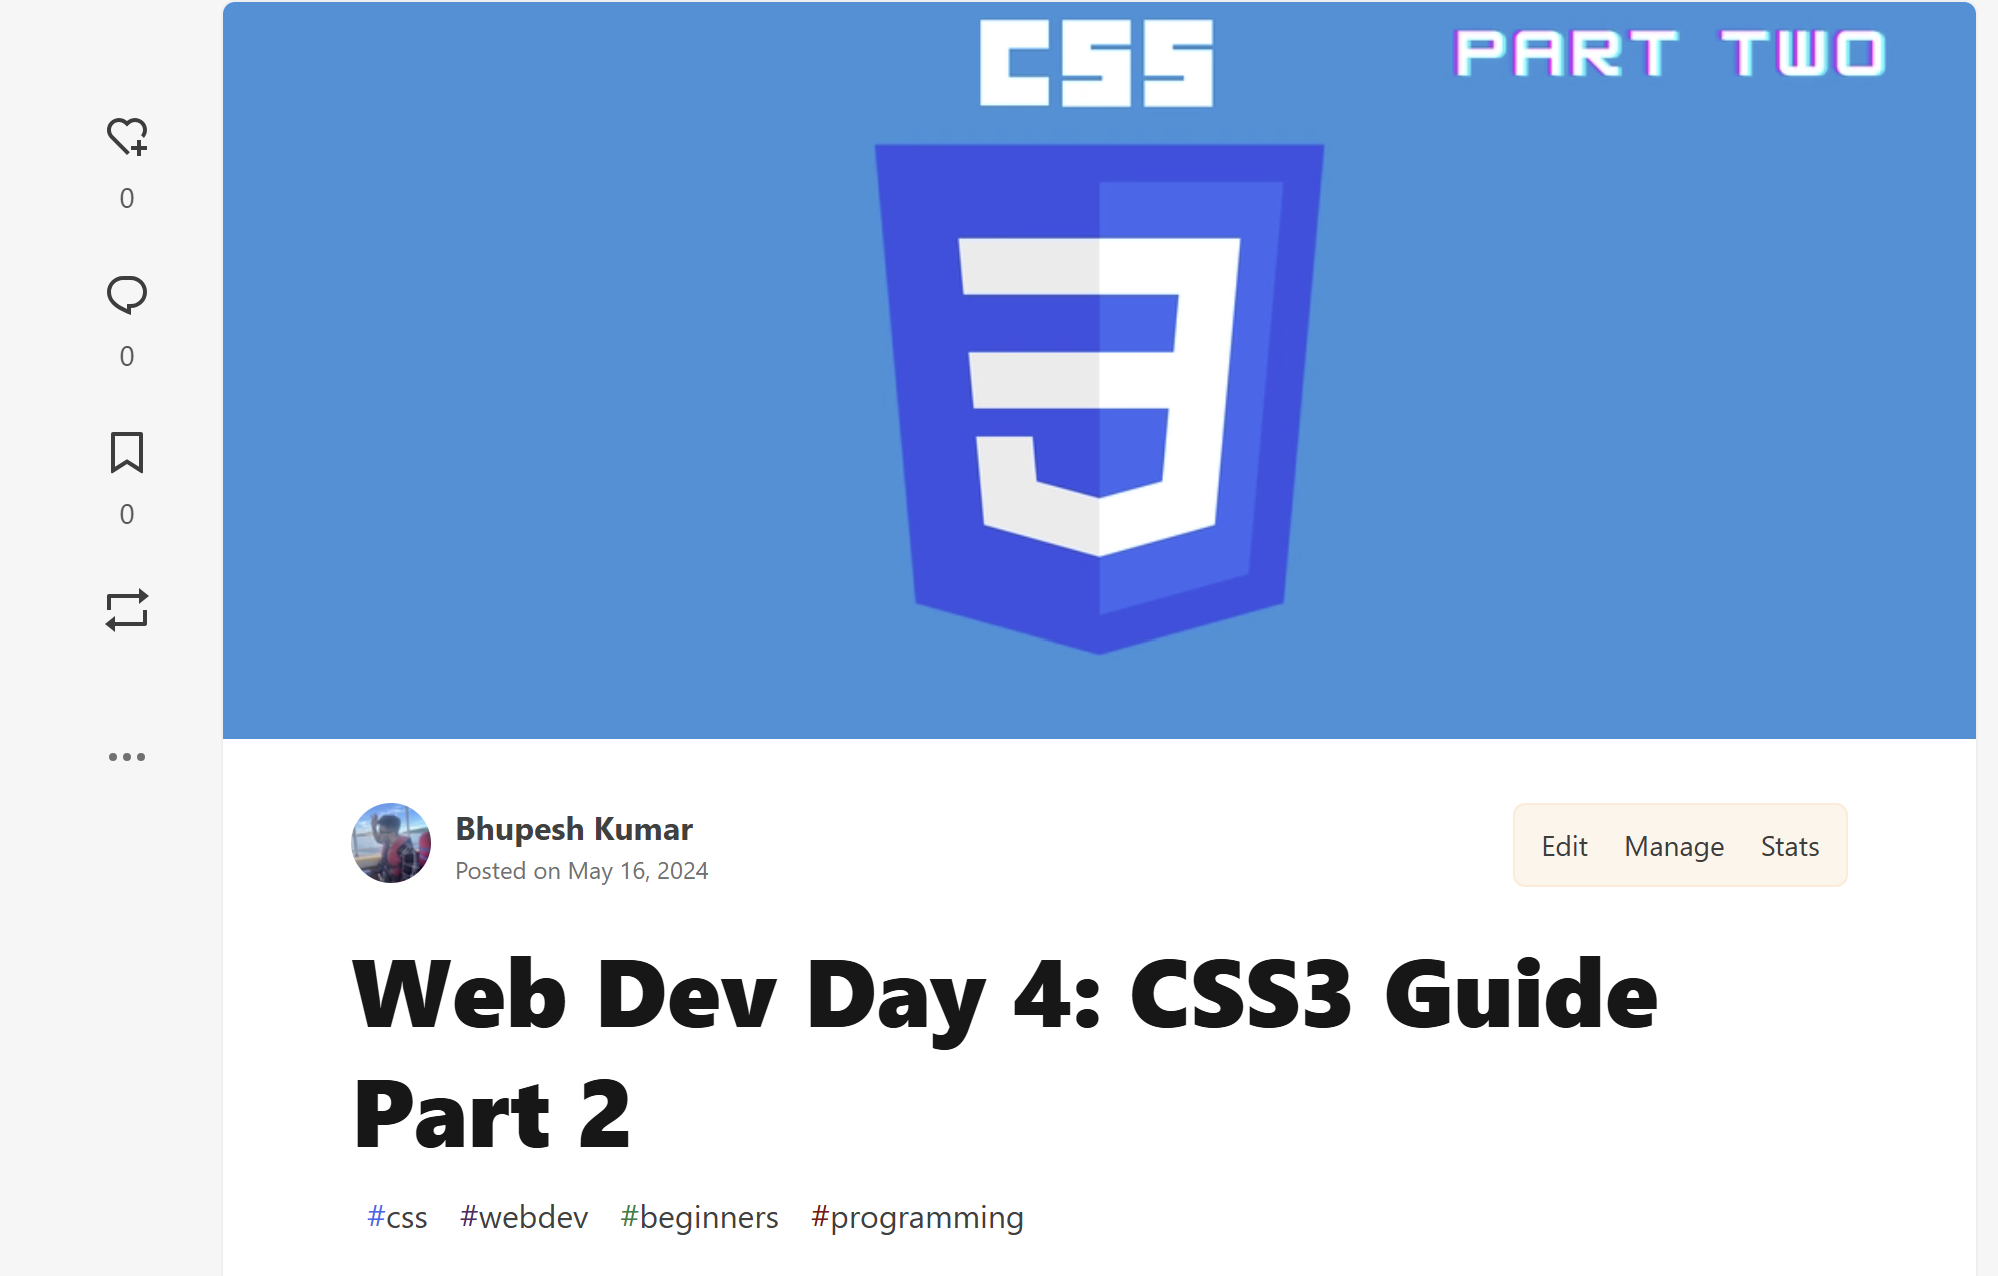 CSS
PART TWO
0
0
0
Bhupesh Kumar
Posted on May 16, 2024
Edit Manage Stats
Web Dev Day 4: CSS3 Guide
Part 2
#css #webdev #beginners #programming